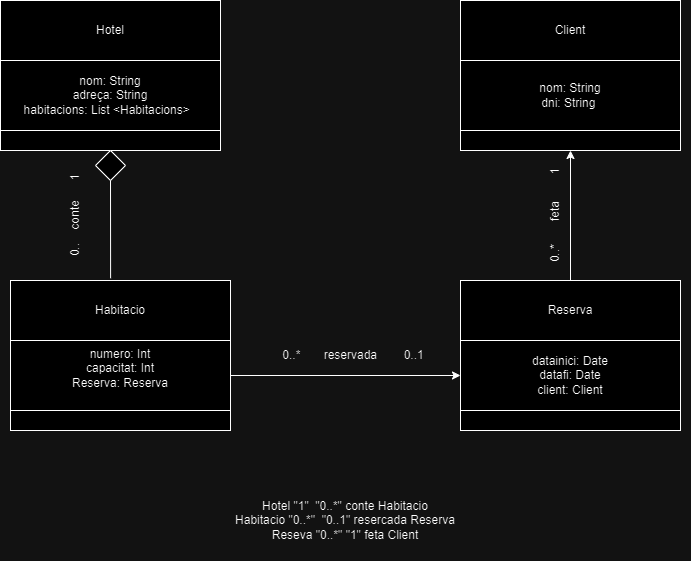 Hotel
nom: String
adreça: String
habitacions: List <Habitacions>
Client
nom: String
dni: String
1
conte
0..
1
feta
0..*
Habitacio
numero: Int
capacitat: Int
Reserva: Reserva
0..* reservada 0..1
Reserva
datainici: Date
datafi: Date
client: Client
Hotel "1" "0..*" conte Habitacio
Habitacio "0..*" "0..1" resercada Reserva
Reseva "0..*" "1" feta Client